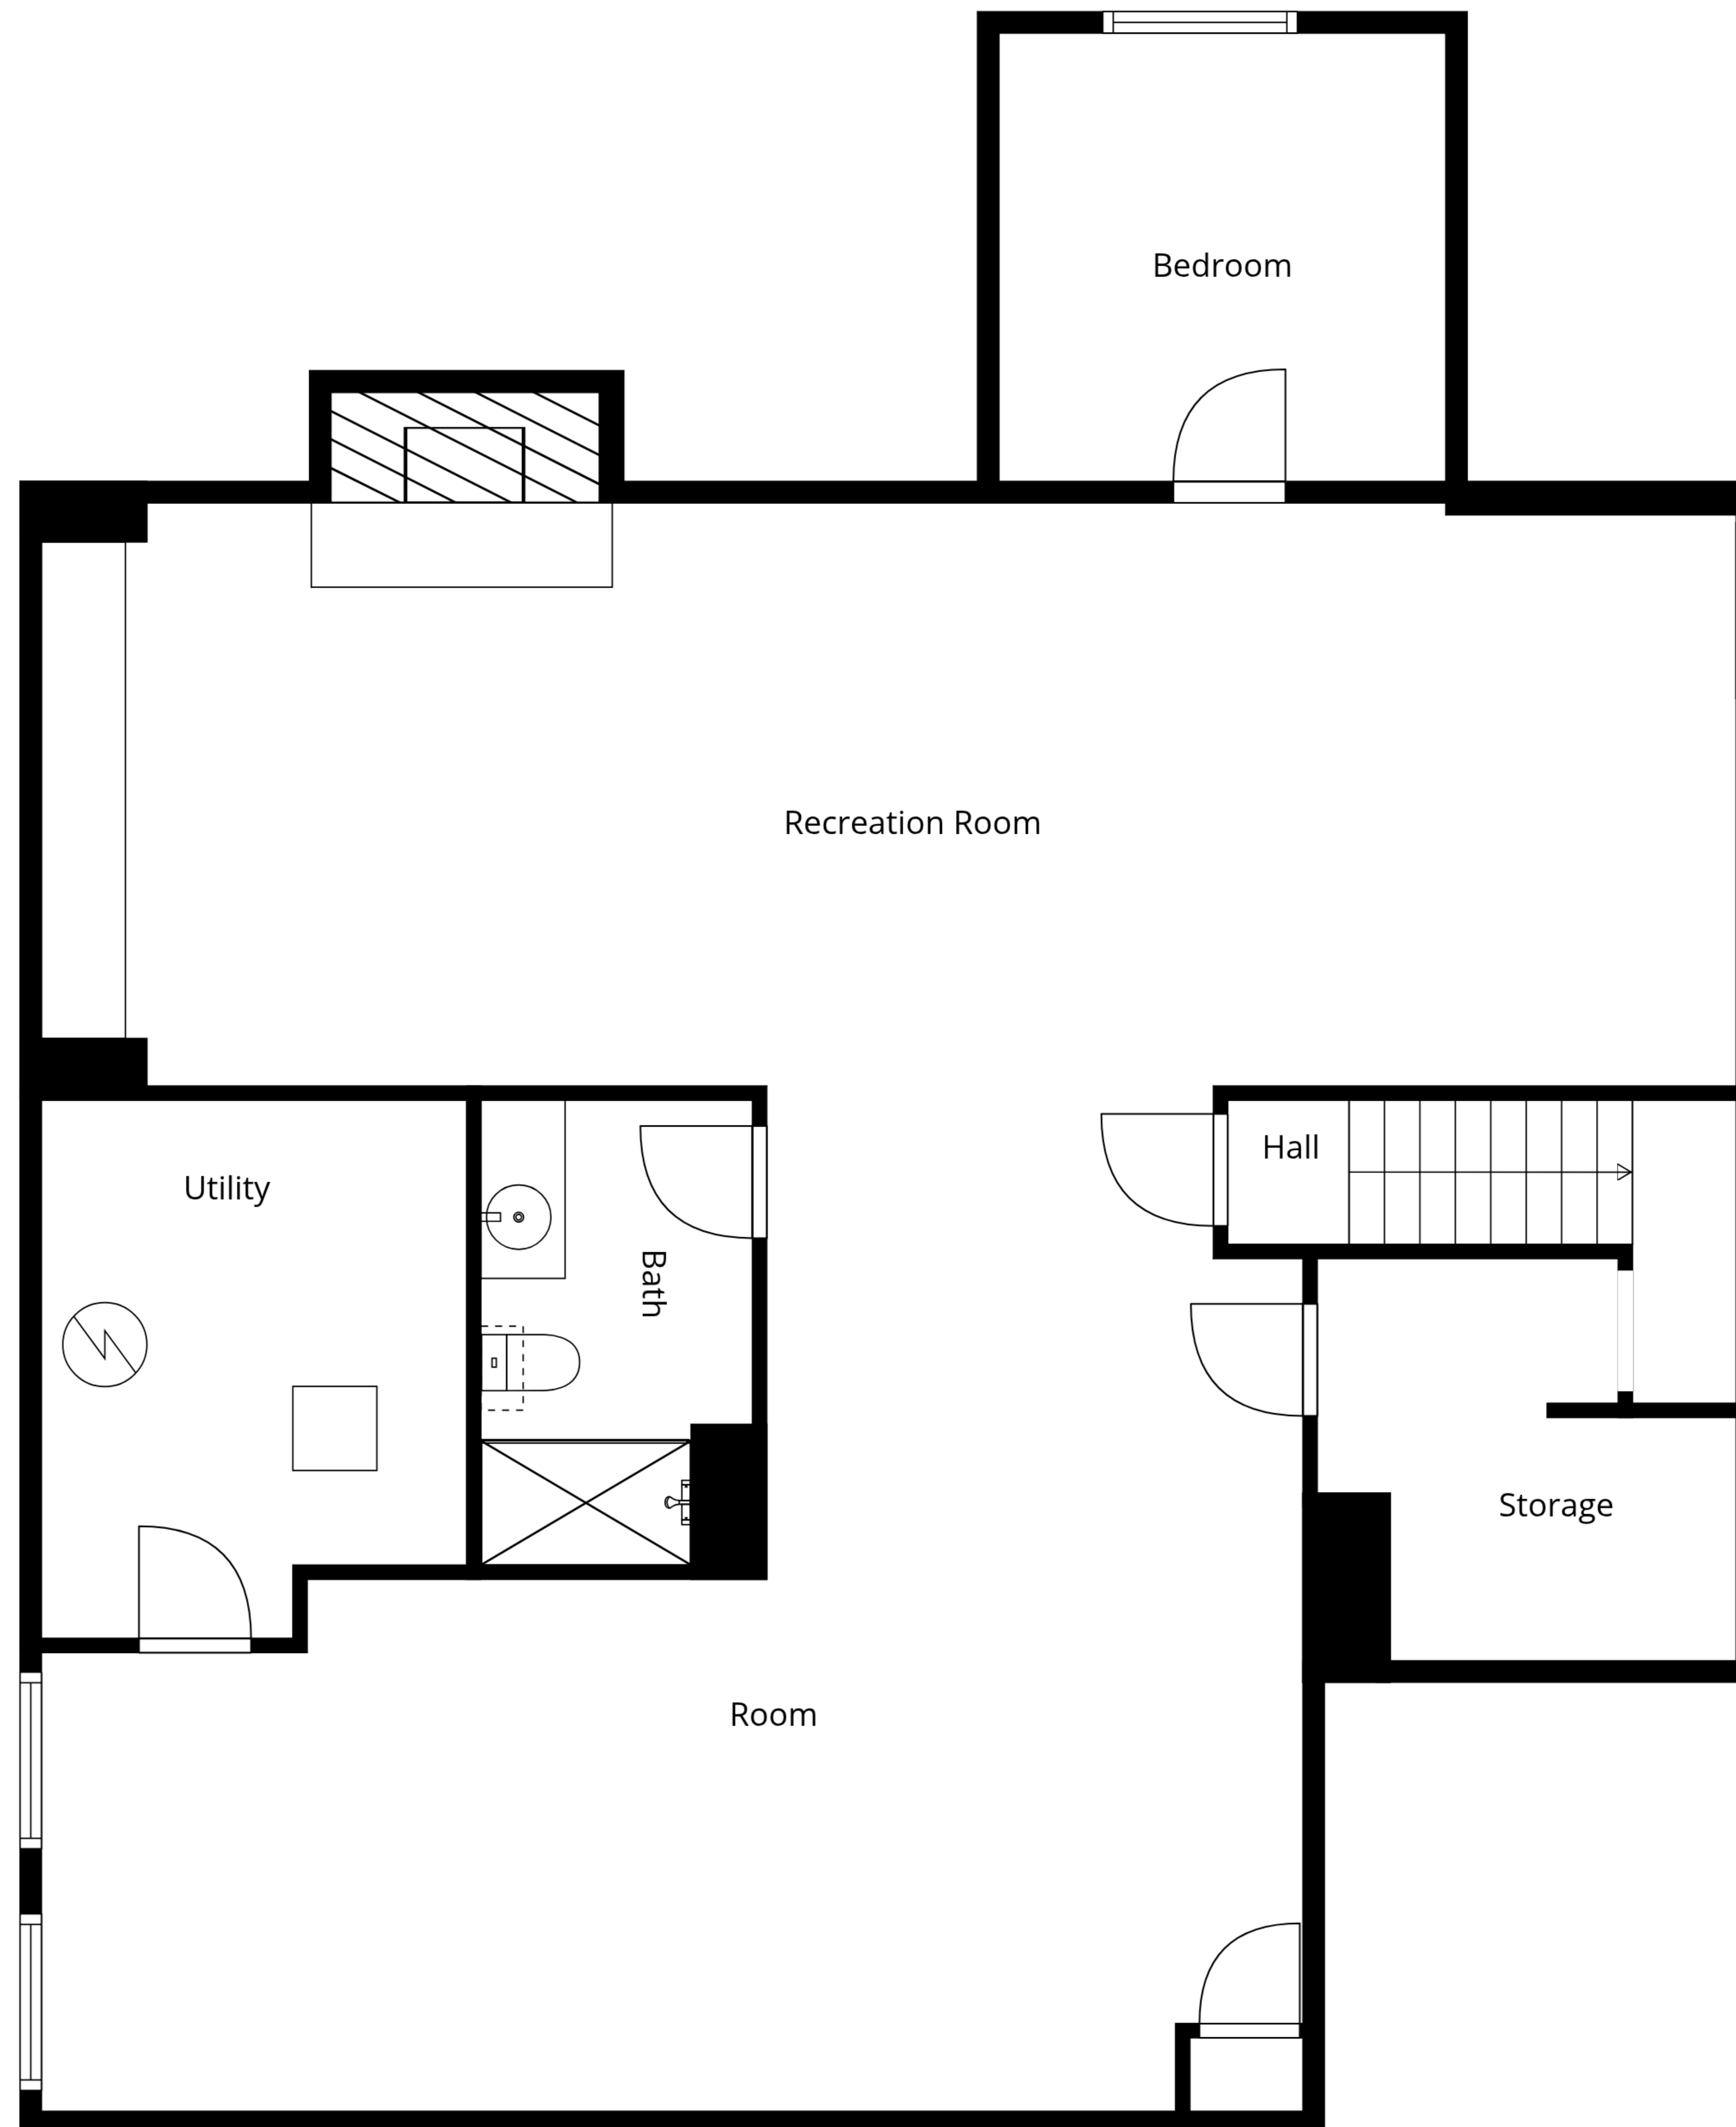 Bedroom
Recreation Room
Hall
Utility
Bath
Storage
Room